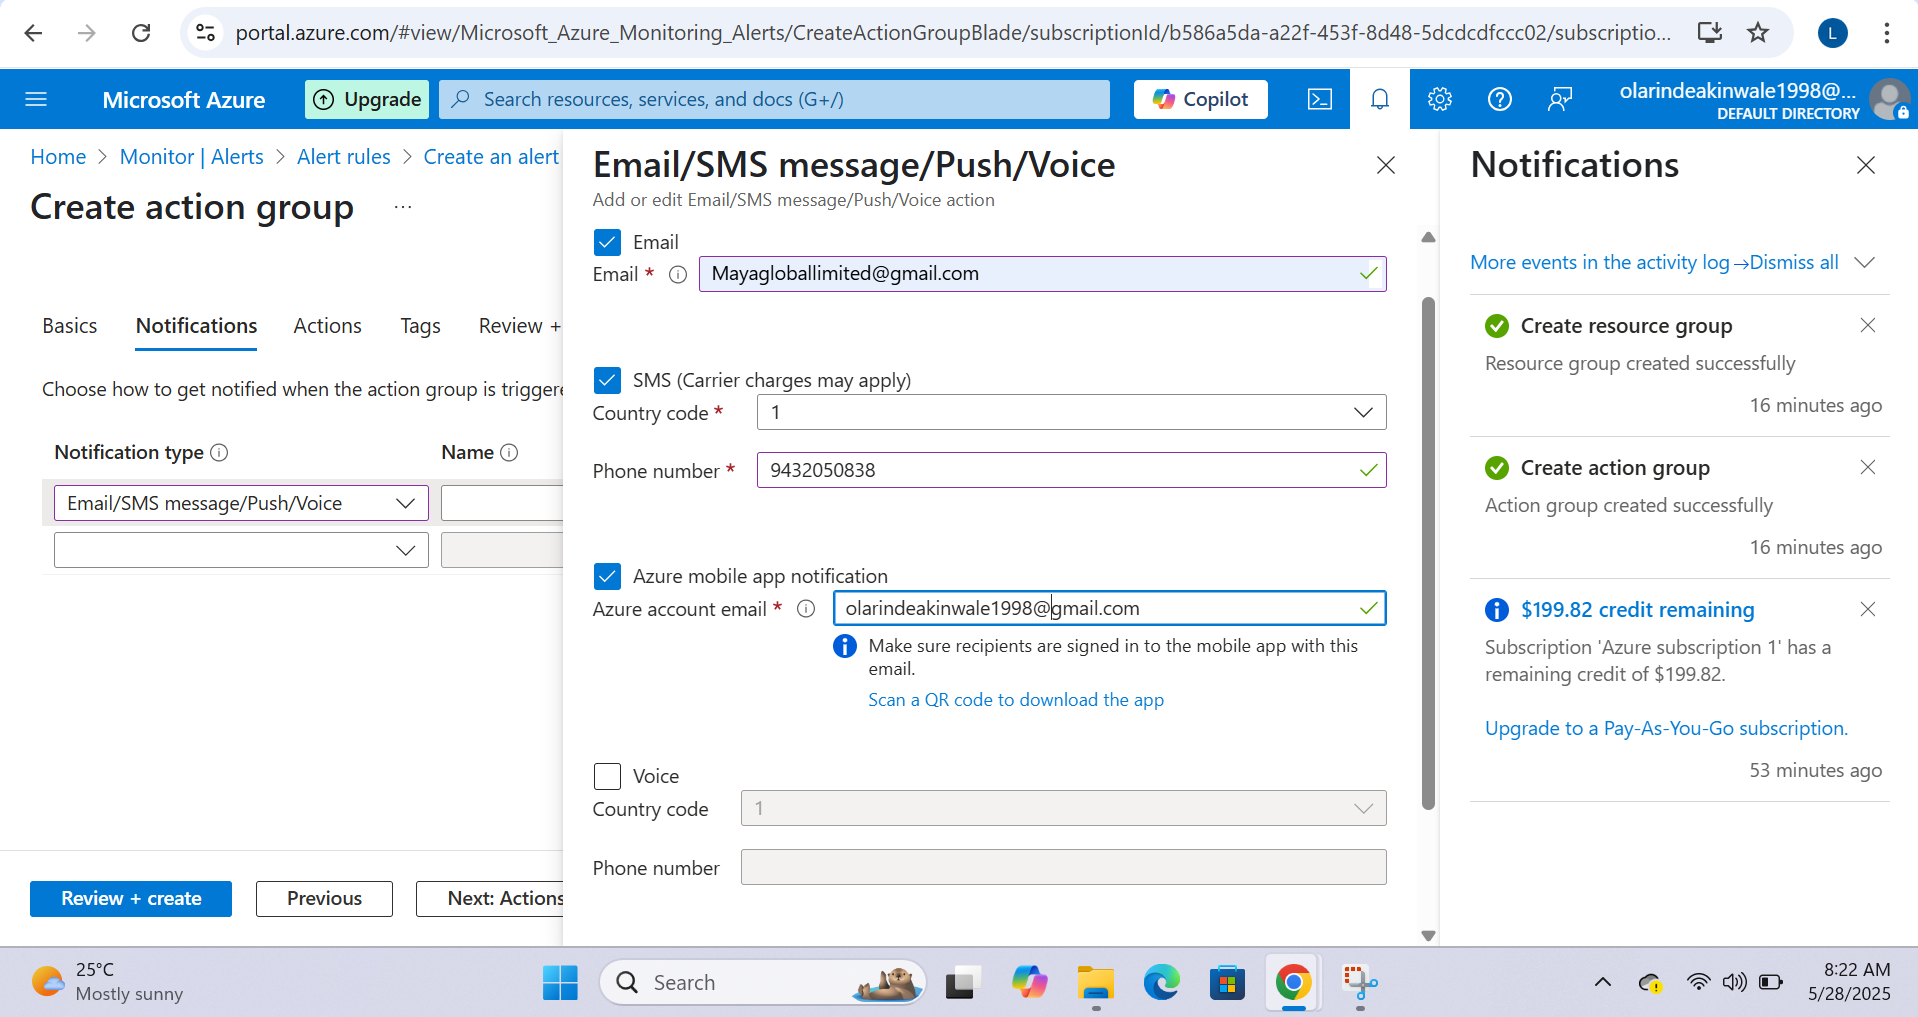 portal.azure.com/#view/Microsoft_Azure_Monitoring_Alerts/CreateActionGroupBlade/subscriptionId/b586a5da-a22f-453f-8d48-5dcdcdfccc02/subscriptio...
L
Microsoft Azure
Upgrade
Search resources, services, and docs (G+/)
Copilot
olarindeakinwale1998@...
DEFAULT DIRECTORY
Home > Monitor | Alerts > Alert rules > Create an alert
Create action group
...
Basics
Notifications
Actions
Tags
Review +
Choose how to get notified when the action group is triggere
Notification type
Name
Email/SMS message/Push/Voice
Review + create
Previous
Next: Actions
Email/SMS message/Push/Voice
Add or edit Email/SMS message/Push/Voice action
Email
Email *
Mayagloballimited@gmail.com
SMS (Carrier charges may apply)
Country code *
1
Phone number *
9432050838
Azure mobile app notification
Azure account email *
olarindeakinwale1998@gmail.com
Make sure recipients are signed in to the mobile app with this
email.
Scan a QR code to download the app
Voice
Country code
1
Phone number
Notifications
More events in the activity log →
Dismiss all
Create resource group
Resource group created successfully
16 minutes ago
Create action group
Action group created successfully
16 minutes ago
$199.82 credit remaining
Subscription 'Azure subscription 1' has a
remaining credit of $199.82.
Upgrade to a Pay-As-You-Go subscription.
53 minutes ago
25°C
Mostly sunny
Search
8:22 AM
5/28/2025